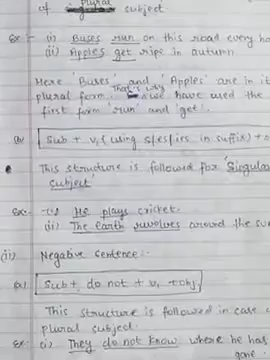 of plural subject
Ex:- (i) Buses run on this road every ho
(ii) Apples get ripe in autumn
Here 'Buses' and 'Apples' are in it
plural form. that's why we have used the
first form 'run' and 'get'.
Sub + v₁ (using s/es/ies in suffix) + o
This structure is followed for 'Singula
subject'
Ex:- (i) He plays cricket.
(ii) The earth revolves around the su
(ii) Negative sentence:-
(a) Sub + do not + v₁ + obj
This structure is followed in case o
plural subject.
Ex- (i) They do not know where he has
gone